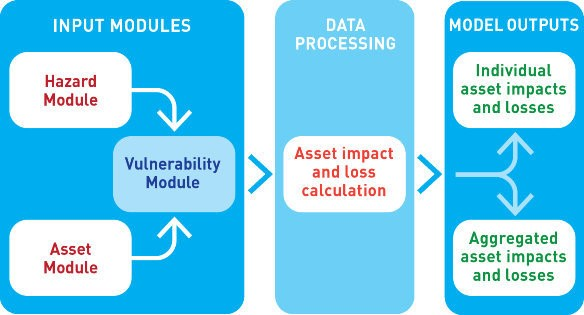 INPUT MODULES
Hazard
Module
Vulnerability
Module
Asset
Module
DATA
PROCESSING
Asset impact
and loss
calculation
MODEL OUTPUTS
Individual
asset impacts
and losses
Aggregated
asset impacts
and losses